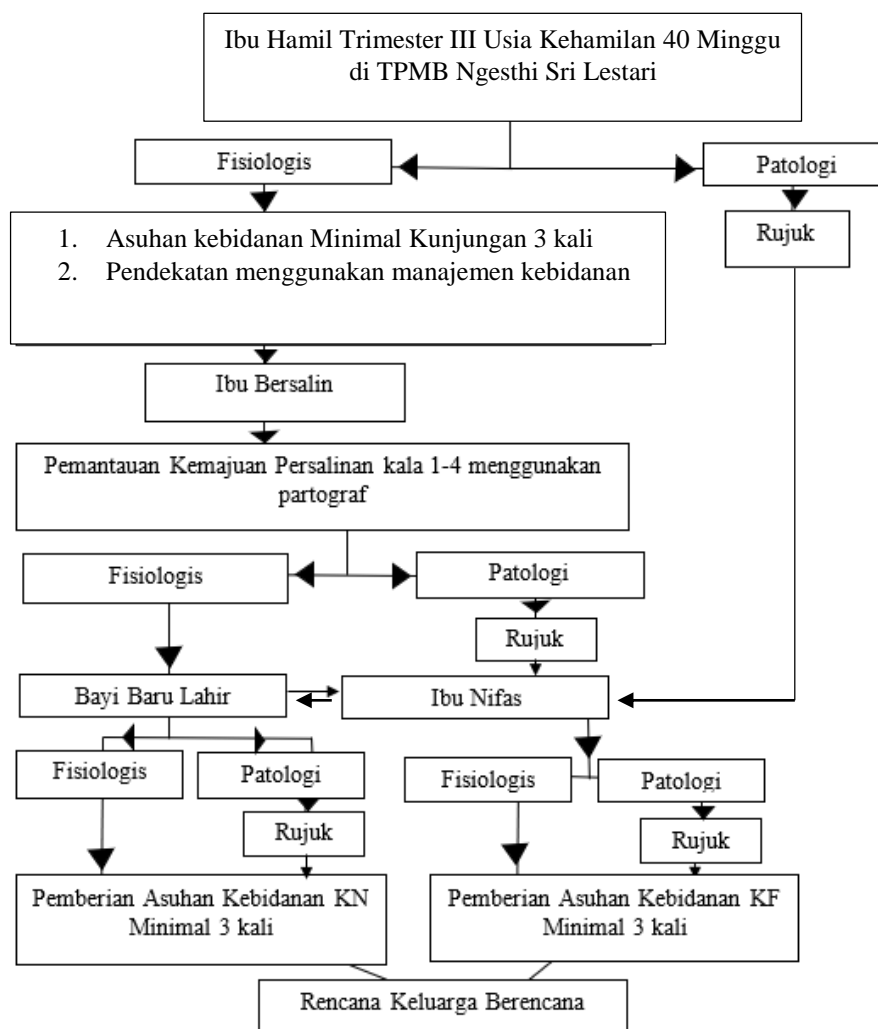 Ibu Hamil Trimester III Usia Kehamilan 40 Minggu
di TPMB Ngesthi Sri Lestari
Fisiologis
Patologi
1. Asuhan kebidanan Minimal Kunjungan 3 kali
2. Pendekatan menggunakan manajemen kebidanan
Rujuk
Ibu Bersalin
Pemantauan Kemajuan Persalinan kala 1-4 menggunakan
partograf
Fisiologis
Patologi
Rujuk
Bayi Baru Lahir
Ibu Nifas
Fisiologis
Patologi
Fisiologis
Patologi
Rujuk
Rujuk
Pemberian Asuhan Kebidanan KN
Minimal 3 kali
Pemberian Asuhan Kebidanan KF
Minimal 3 kali
Rencana Keluarga Berencana